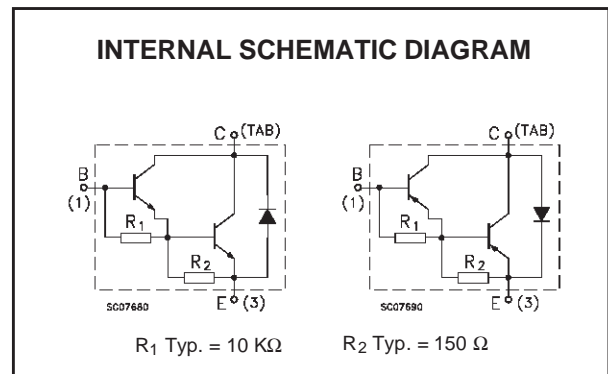 INTERNAL SCHEMATIC DIAGRAM
C (TAB)
B
(1)
R1
R2
SC07680
E (3)
C (TAB)
B
(1)
R1
R2
SC07690
E (3)
R1 Typ. = 10 KΩ
R2 Typ. = 150 Ω